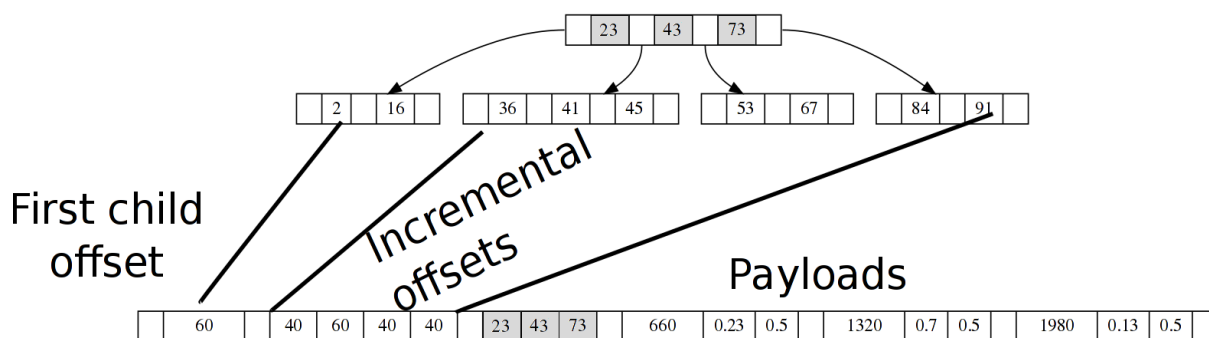 23 43 73
2 16 36 41 45 53 67 84 91
First child
offset
Incremental
offsets
Payloads
60 40 60 40 40 23 43 73 660 0.23 0.5 1320 0.7 0.5 1980 0.13 0.5